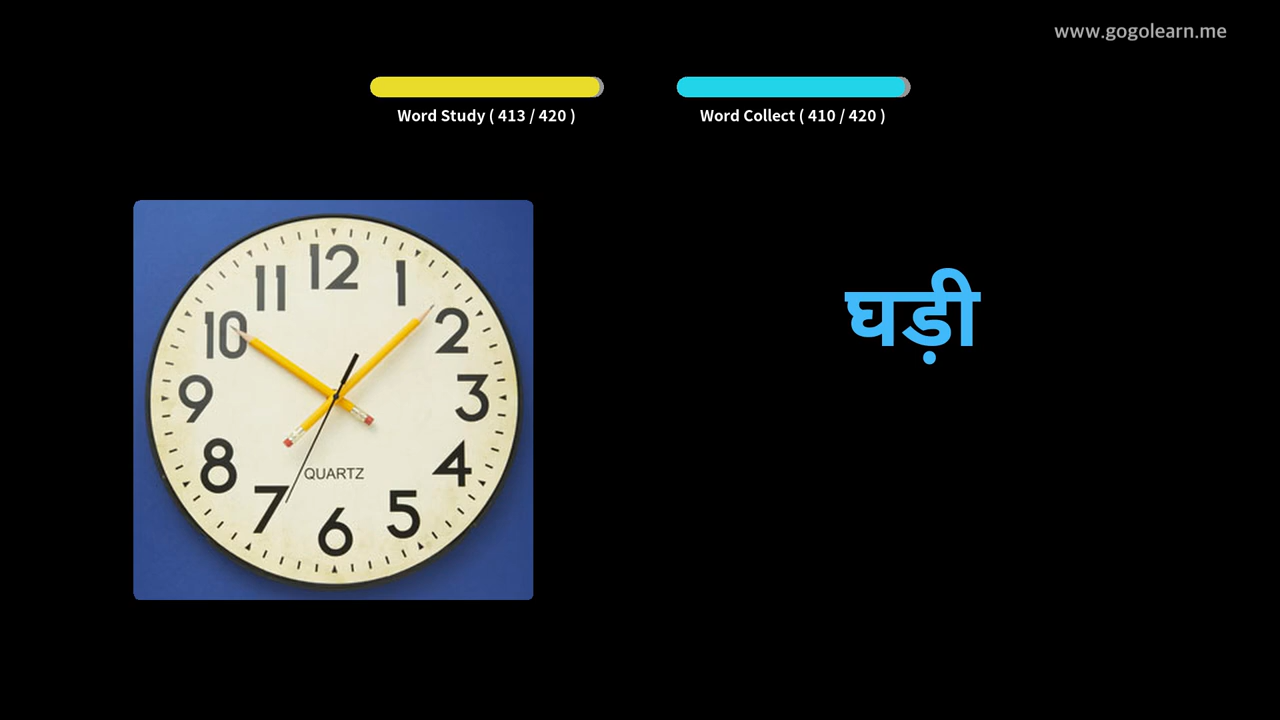 www.gogolearn.me
Word Study ( 413 / 420 )
Word Collect ( 410 / 420 )
12
11
1
10
2
9
3
8
4
QUARTZ
7
5
6
घड़ी